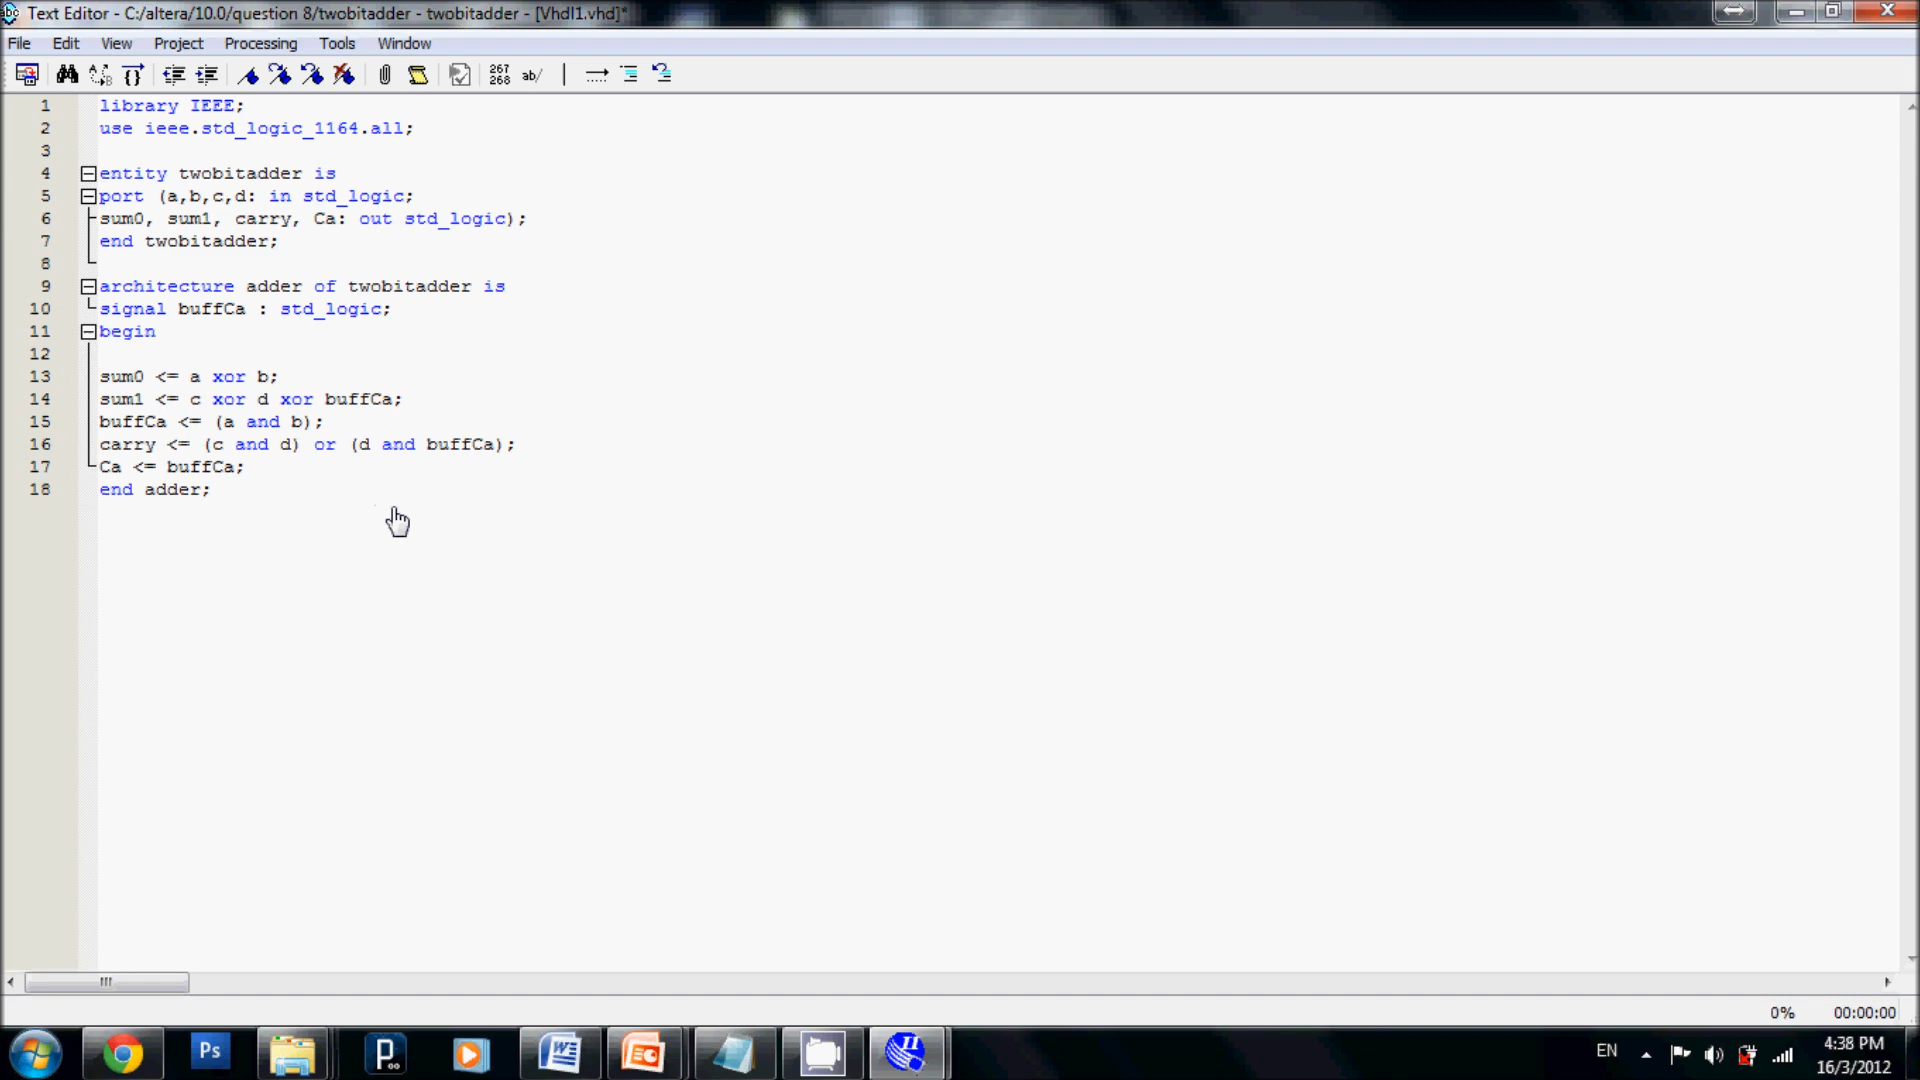 Text Editor - C:/altera/10.0/question 8/twobitadder - twobitadder - [Vhdl1.vhd]*
File Edit View Project Processing Tools Window
267
268 ab/
1 library IEEE;
2 use ieee.std_logic_1164.all;
3
4 entity twobitadder is
5 port (a,b,c,d: in std_logic;
6 sum0, sum1, carry, Ca: out std_logic);
7 end twobitadder;
8
9 architecture adder of twobitadder is
10 signal buffCa : std_logic;
11 begin
12
13 sum0 <= a xor b;
14 sum1 <= c xor d xor buffCa;
15 buffCa <= (a and b);
16 carry <= (c and d) or (d and buffCa);
17 Ca <= buffCa;
18 end adder;
0% 00:00:00
Ps
EN
4:38 PM
16/3/2012